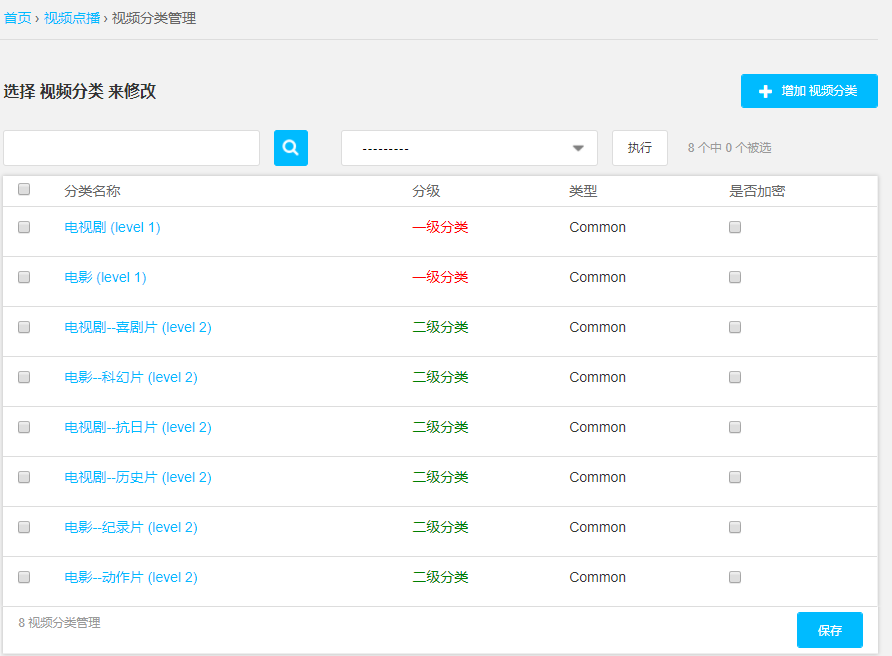 首页 › 视频点播 › 视频分类管理
选择 视频分类 来修改
增加 视频分类
--------- 执行 8 个中 0 个被选
分类名称 分级 类型 是否加密
电视剧 (level 1) 一级分类 Common
电影 (level 1) 一级分类 Common
电视剧--喜剧片 (level 2) 二级分类 Common
电影--科幻片 (level 2) 二级分类 Common
电视剧--抗日片 (level 2) 二级分类 Common
电视剧--历史片 (level 2) 二级分类 Common
电影--纪录片 (level 2) 二级分类 Common
电影--动作片 (level 2) 二级分类 Common
8 视频分类管理
保存